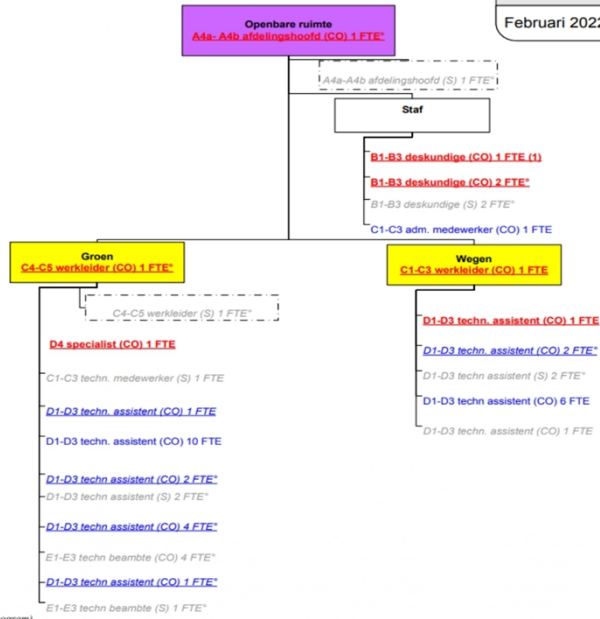 Februari 2022
Openbare ruimte
A4a- A4b afdelingshoofd (CO) 1 FTE°
A4a-A4b afdelingshoofd (S) 1 FTE°
Staf
B1-B3 deskundige (CO) 1 FTE (1)
B1-B3 deskundige (CO) 2 FTE°
B1-B3 deskundige (S) 2 FTE°
C1-C3 adm. medewerker (CO) 1 FTE
Groen
C4-C5 werkleider (CO) 1 FTE°
C4-C5 werkleider (S) 1 FTE°
D4 specialist (CO) 1 FTE
C1-C3 techn. medewerker (S) 1 FTE
D1-D3 techn. assistent (CO) 1 FTE
D1-D3 techn. assistent (CO) 10 FTE
D1-D3 techn assistent (CO) 2 FTE°
D1-D3 techn assistent (S) 2 FTE°
D1-D3 techn assistent (CO) 4 FTE°
E1-E3 techn beambte (CO) 4 FTE°
D1-D3 techn assistent (CO) 1 FTE°
E1-E3 techn beambte (S) 1 FTE°
Wegen
C1-C3 werkleider (CO) 1 FTE
D1-D3 techn. assistent (CO) 1 FTE
D1-D3 techn. assistent (CO) 2 FTE°
D1-D3 techn assistent (S) 2 FTE°
D1-D3 techn assistent (CO) 6 FTE
D1-D3 techn. assistent (CO) 1 FTE